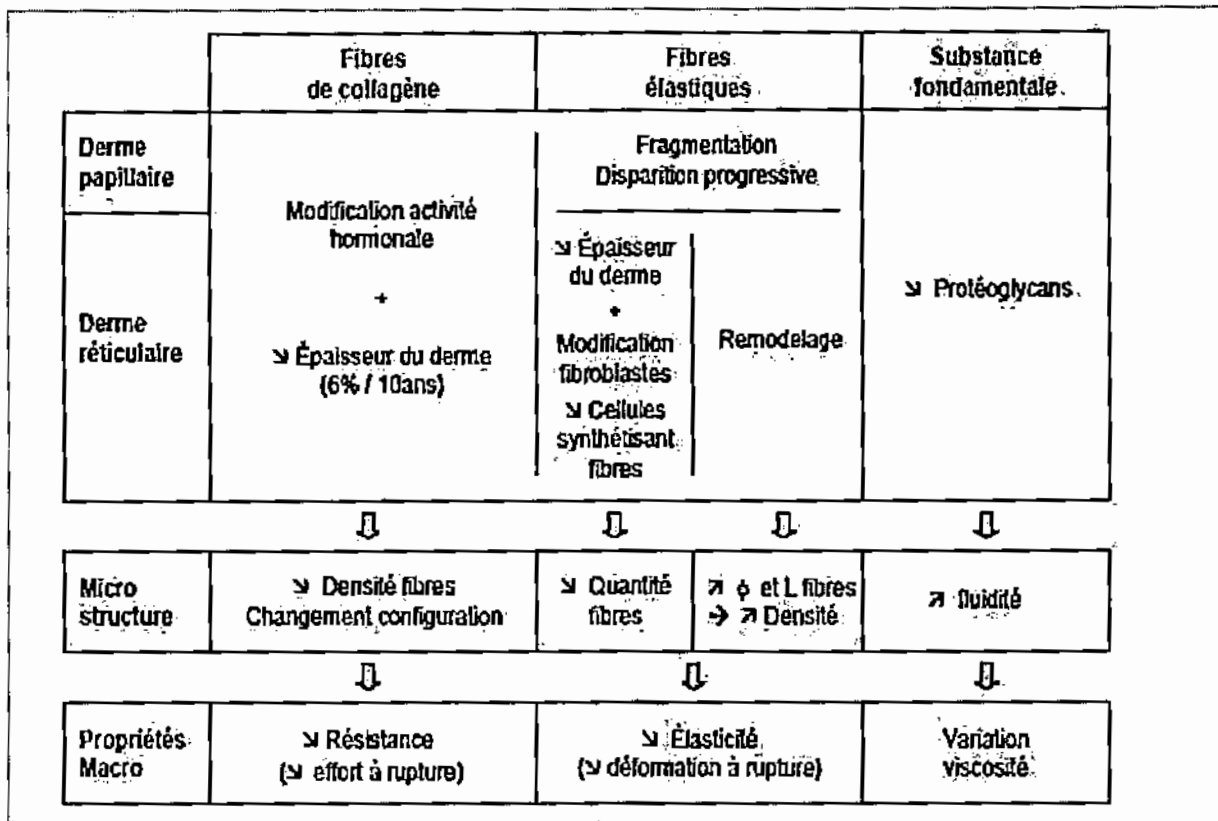 Fibres
de collagène
Fibres
élastiques
Substance
fondamentale
Derme
papillaire
Derme
réticulaire
Modification activité
hormonale
+
↘ Épaisseur du derme
(6% / 10ans)
Fragmentation
Disparition progressive
↘ Épaisseur
du derme
+
Modification
fibroblastes
↘ Cellules
synthétisant
fibres
Remodelage
↘ Protéoglycans
Micro
structure
↘ Densité fibres
Changement configuration
↘ Quantité
fibres
↗ ϕ et L fibres
→ ↗ Densité
↗ fluidité
Propriétés
Macro
↘ Résistance
(↘ effort à rupture)
↘ Élasticité
(↘ déformation à rupture)
Variation
viscosité